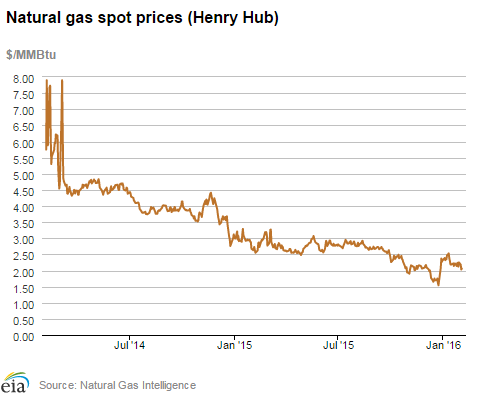 Natural gas spot prices (Henry Hub)
$/MMBtu
8.00
7.50
7.00
6.50
6.00
5.50
5.00
4.50
4.00
3.50
3.00
2.50
2.00
1.50
1.00
0.50
0.00
Jul '14
Jan '15
Jul '15
Jan '16
eia
Source: Natural Gas Intelligence